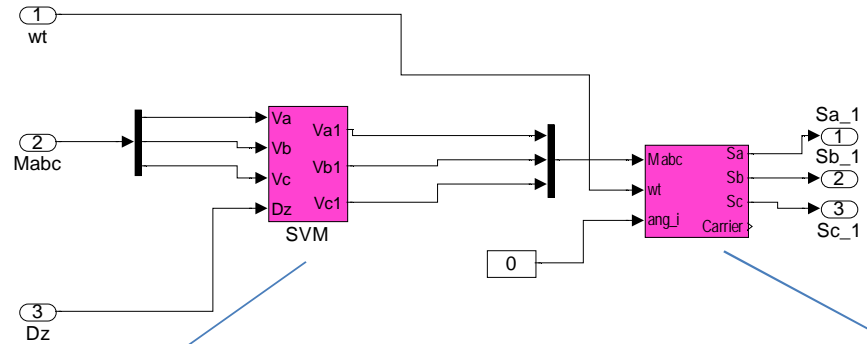 1
wt
2
Mabc
3
Dz
Va
Vb
Vc
Dz
Va1
Vb1
Vc1
SVM
0
Mabc
wt
ang_i
Sa
Sb
Sc
Carrier
Sa_1
1
Sb_1
2
3
Sc_1